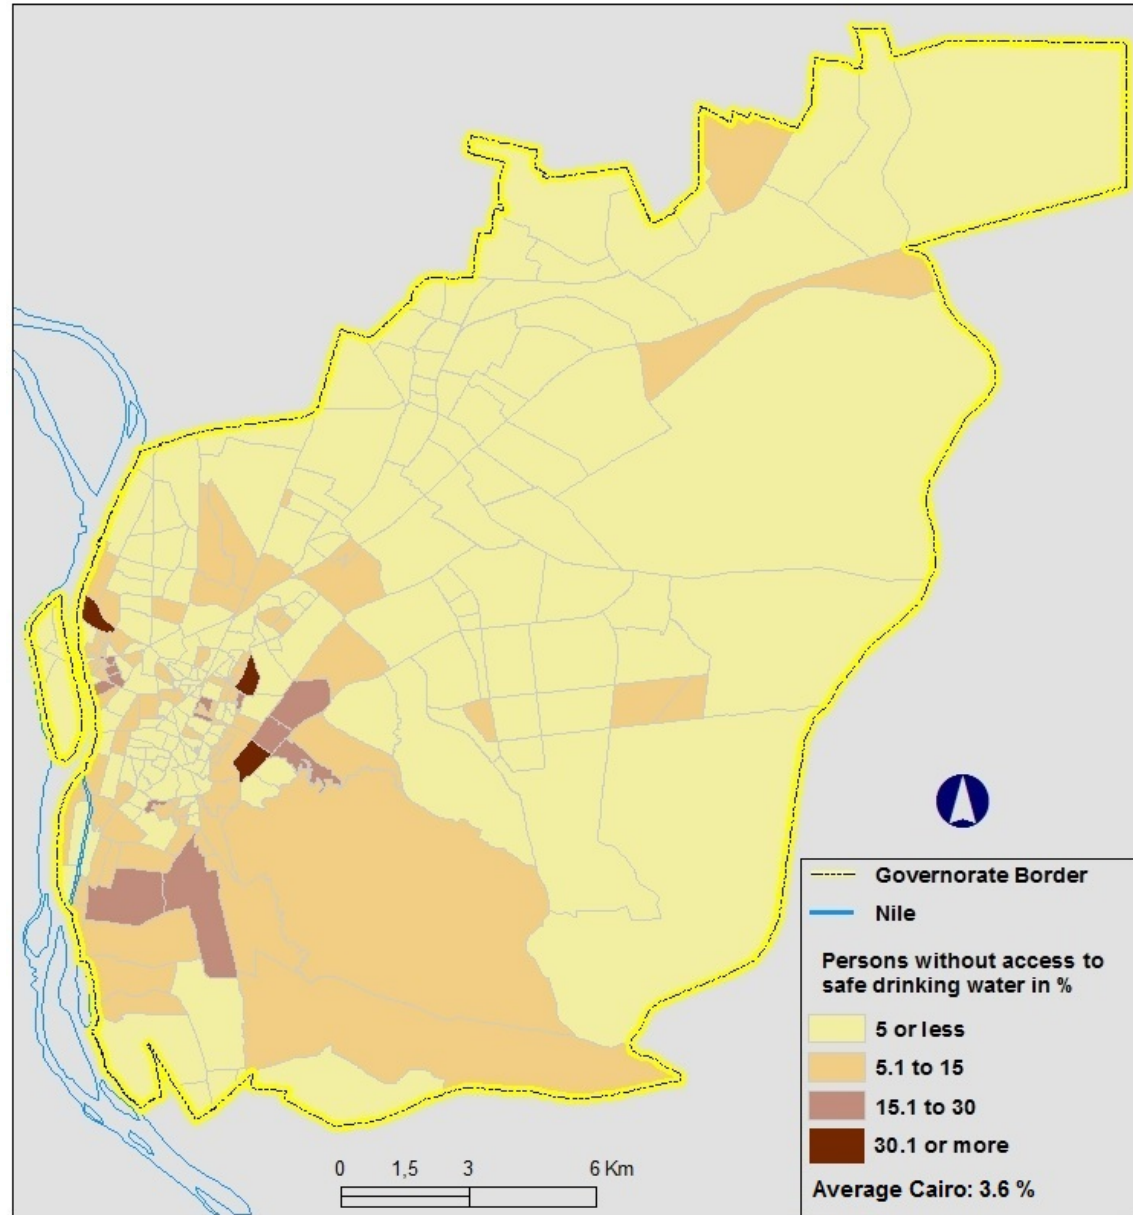 Governorate Border
Nile
Persons without access to
safe drinking water in %
5 or less
5.1 to 15
15.1 to 30
30.1 or more
Average Cairo: 3.6 %
0 1,5 3 6 Km